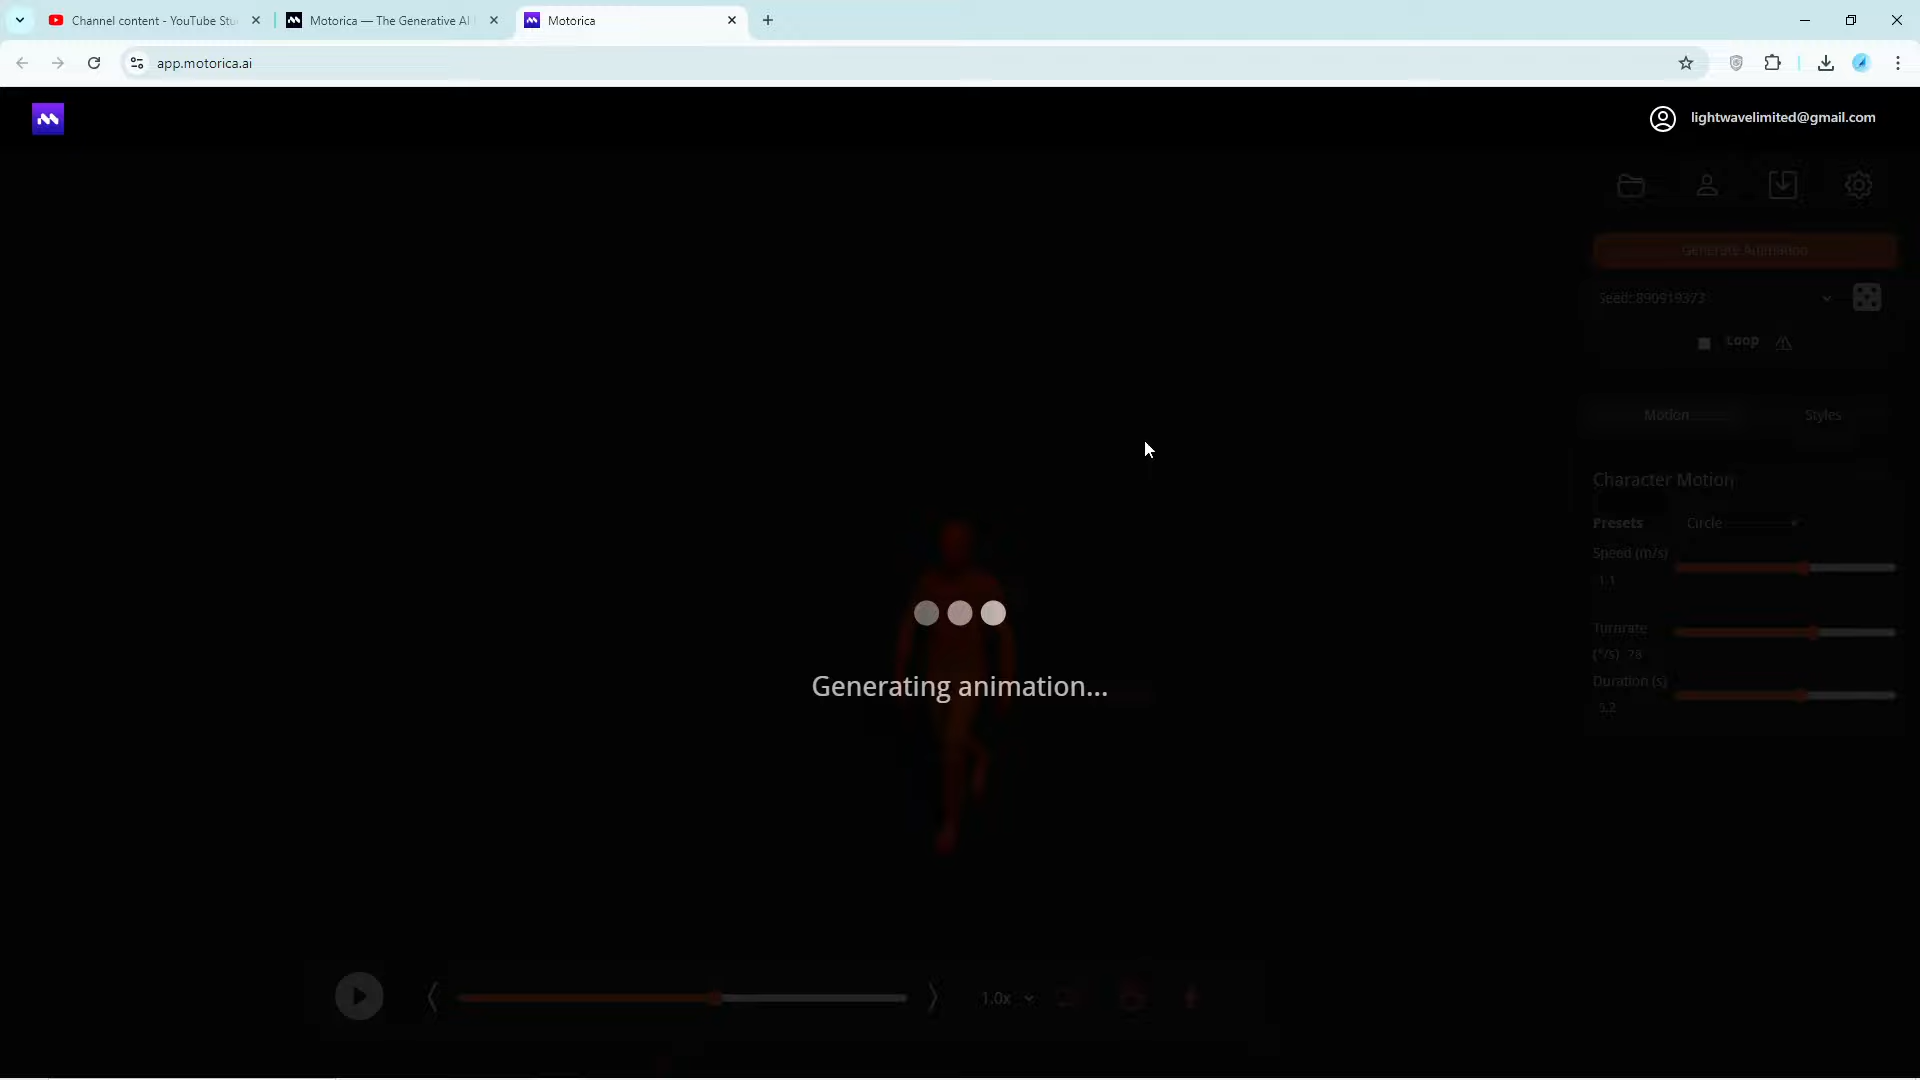 Channel content - YouTube Stu
Motorica — The Generative AI
Motorica
app.motorica.ai
lightwavelimited@gmail.com
Generate Animation
Seed: 890919373
Loop
Motion
Styles
Character Motion
Presets
Circle
Speed (m/s)
1.1
Turnrate
(°/s) 28
Duration (s)
5.2
Generating animation...
1.0x